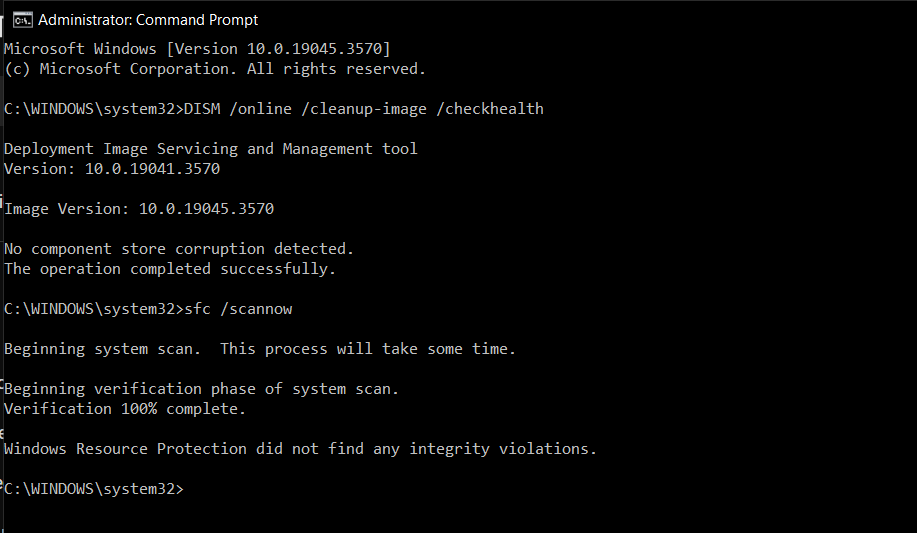 Administrator: Command Prompt
Microsoft Windows [Version 10.0.19045.3570]
(c) Microsoft Corporation. All rights reserved.
C:\WINDOWS\system32>DISM /online /cleanup-image /checkhealth
Deployment Image Servicing and Management tool
Version: 10.0.19041.3570
Image Version: 10.0.19045.3570
No component store corruption detected.
The operation completed successfully.
C:\WINDOWS\system32>sfc /scannow
Beginning system scan.  This process will take some time.
Beginning verification phase of system scan.
Verification 100% complete.
Windows Resource Protection did not find any integrity violations.
C:\WINDOWS\system32>